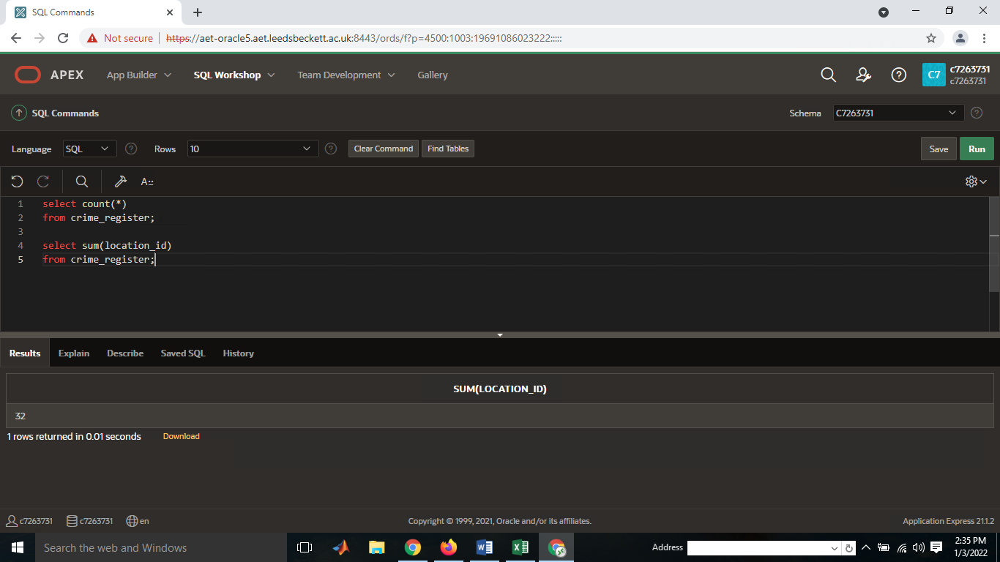 SQL Commands
Not secure
https://aet-oracle5.aet.leedsbeckett.ac.uk:8443/ords/f?p=4500:1003:19691086023222:::::
APEX App Builder SQL Workshop Team Development Gallery
C7 c7263731
c7263731
SQL Commands Schema C7263731
Language SQL Rows 10 Clear Command Find Tables Save Run
A::
1 select count(*)
2 from crime_register;
3
4 select sum(location_id)
5 from crime_register;
Results Explain Describe Saved SQL History
SUM(LOCATION_ID)
32
1 rows returned in 0.01 seconds Download
c7263731 c7263731 en Copyright © 1999, 2021, Oracle and/or its affiliates. Application Express 21.1.2
Search the web and Windows Address 2:35 PM
1/3/2022